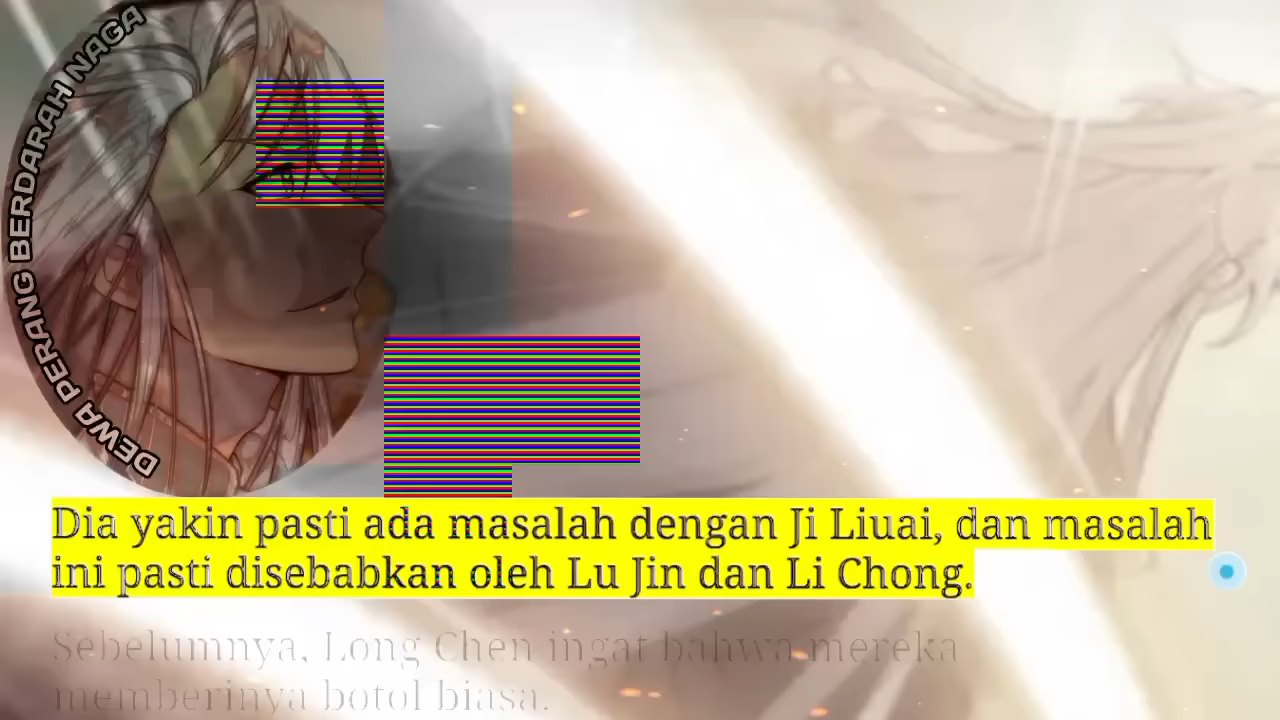 DEWA PERANG BERDARAH NAGA
Dia yakin pasti ada masalah dengan Ji Liuai, dan masalah
ini pasti disebabkan oleh Lu Jin dan Li Chong.
Sebelumnya, Long Chen ingat bahwa mereka
memberinya botol biasa.